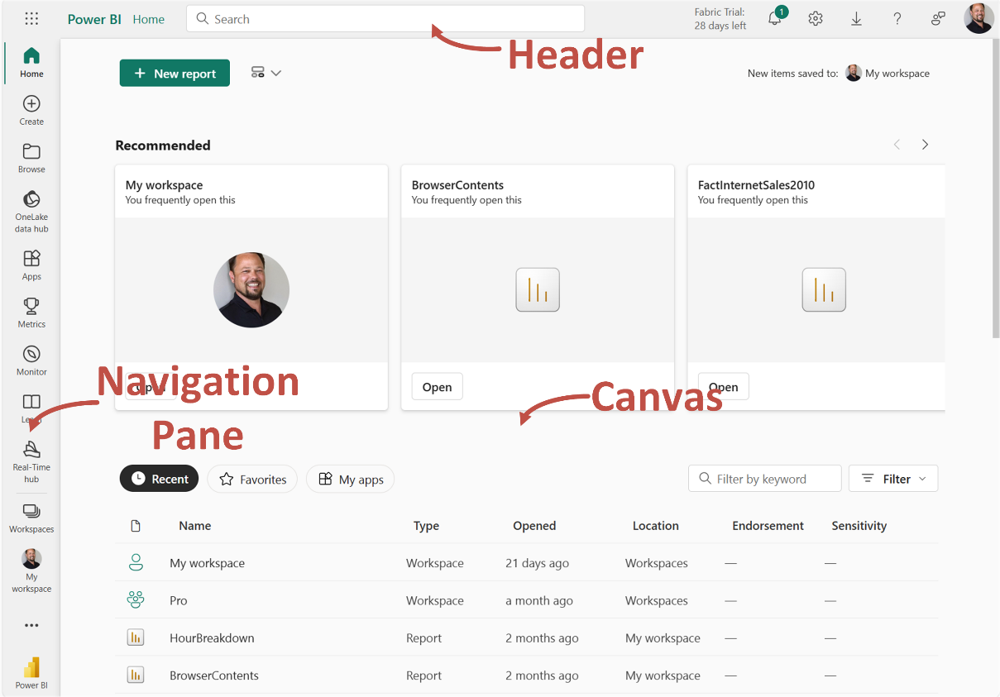 Power BI Home Search Fabric Trial: 1
28 days left
Header
Home
Create
Browse
OneLake
data hub
Apps
Metrics
Monitor
Learn
Real-Time
hub
Workspaces
My
workspace
Power BI
+ New report
New items saved to: My workspace
Recommended
My workspace
You frequently open this
Open
BrowserContents
You frequently open this
Open
FactInternetSales2010
You frequently open this
Open
Navigation
Pane
Canvas
Recent Favorites My apps Filter by keyword Filter
Name Type Opened Location Endorsement Sensitivity
My workspace Workspace 21 days ago Workspaces — —
Pro Workspace a month ago Workspaces — —
HourBreakdown Report 2 months ago My workspace — —
BrowserContents Report 2 months ago My workspace — —